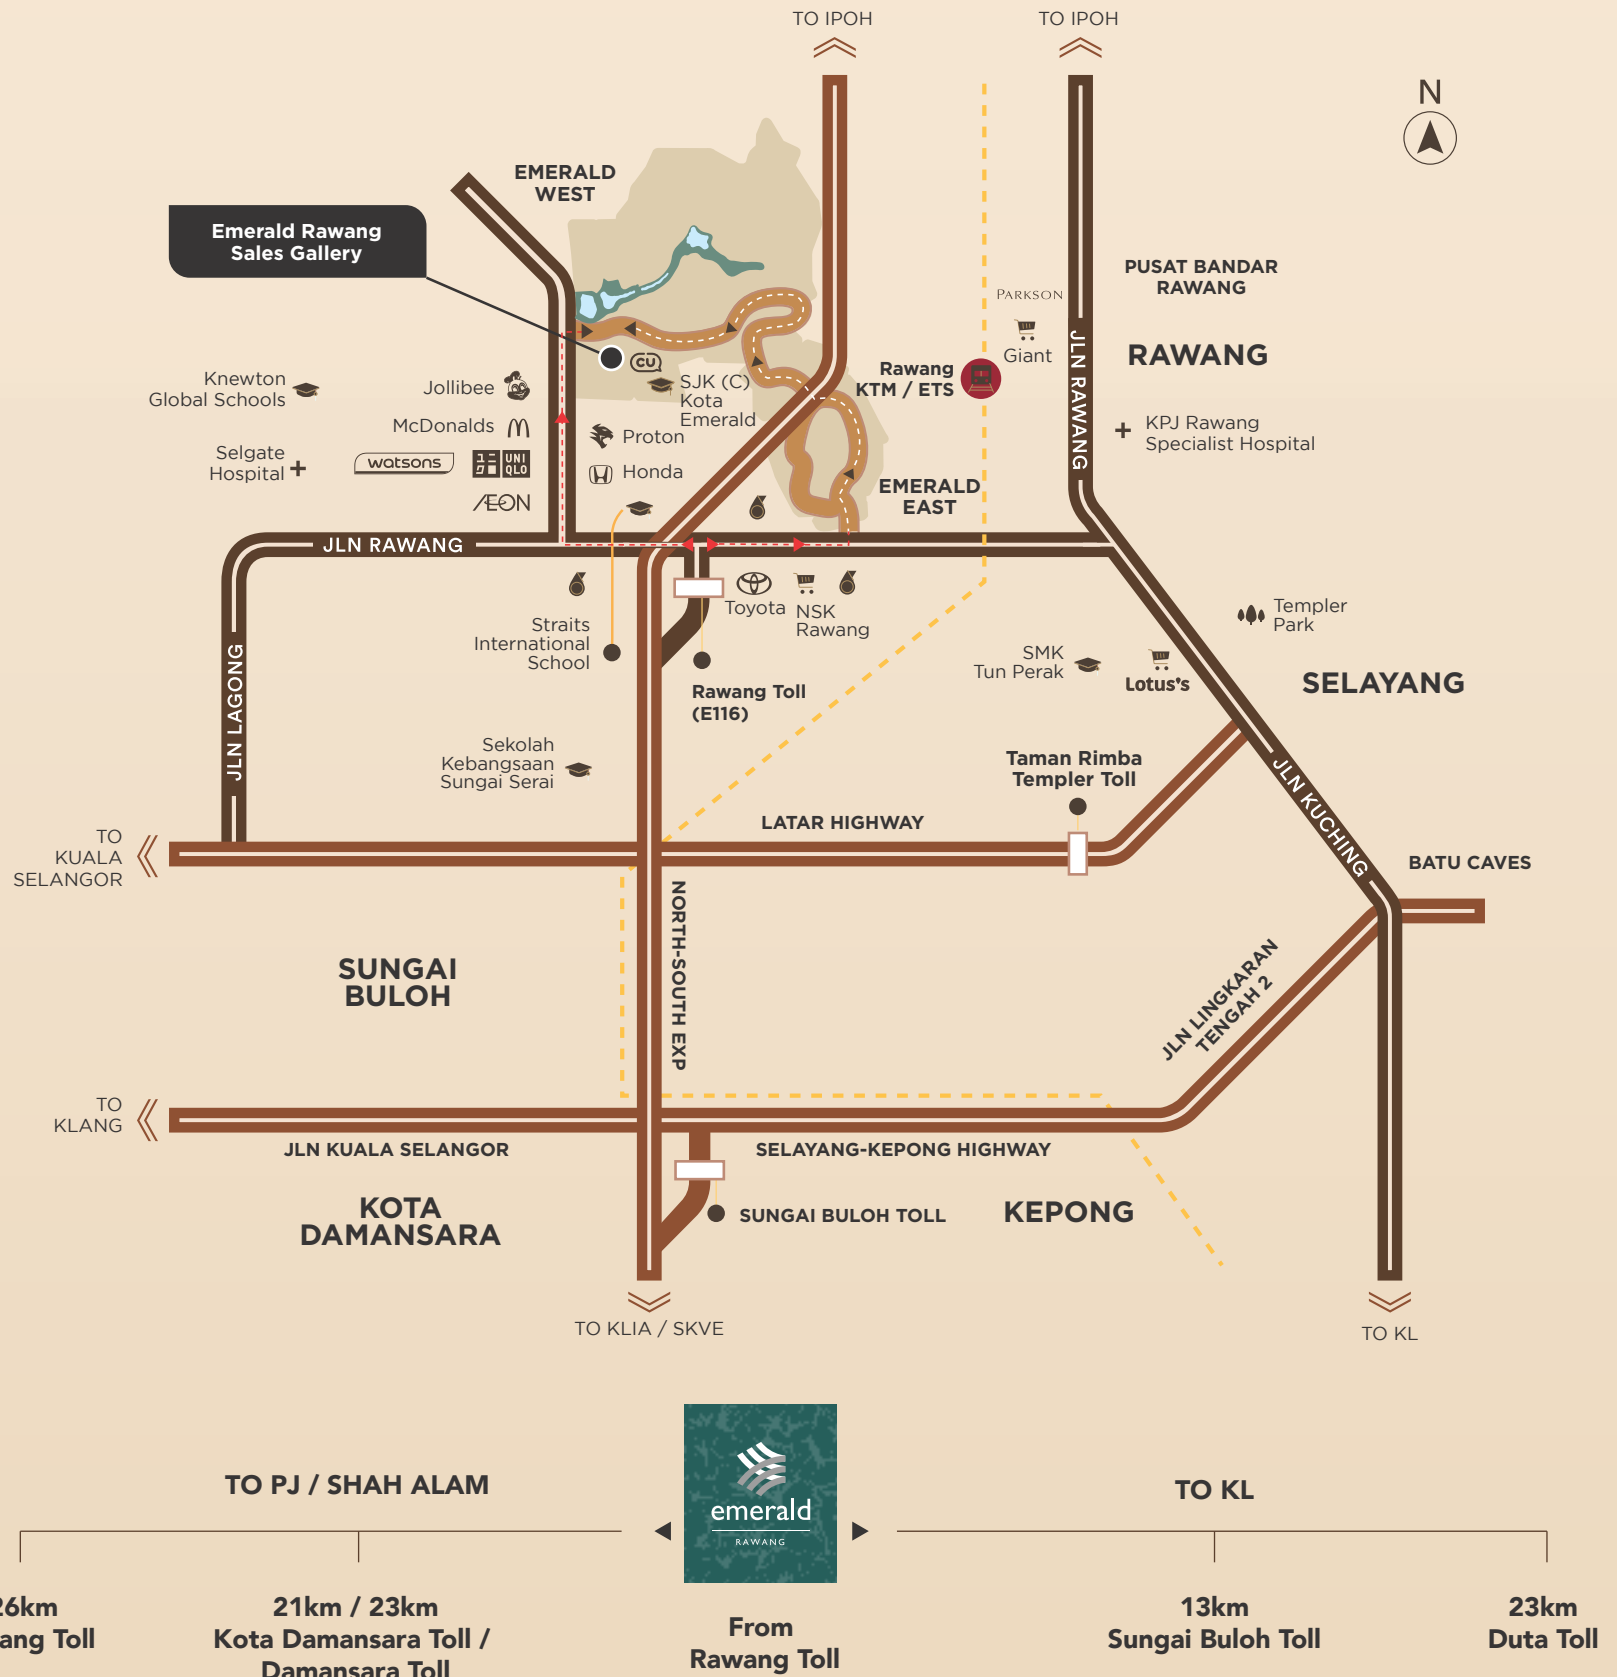 TO IPOH
TO IPOH
N
EMERALD
WEST
Emerald Rawang
Sales Gallery
PUSAT BANDAR
RAWANG
PARKSON
Giant
RAWANG
JLN RAWANG
Rawang
KTM / ETS
CU
SJK (C)
Kota
Emerald
Knewton
Global Schools
Jollibee
McDonalds
Proton
KPJ Rawang
Specialist Hospital
Selgate
Hospital
watsons
UNI
QLO
Honda
ÆON
EMERALD
EAST
JLN RAWANG
Toyota
NSK
Rawang
Straits
International
School
Templer
Park
SMK
Tun Perak
Lotus's
SELAYANG
JLN LAGONG
Rawang Toll
(E116)
Sekolah
Kebangsaan
Sungai Serai
Taman Rimba
Templer Toll
JLN KUCHING
LATAR HIGHWAY
TO
KUALA
SELANGOR
BATU CAVES
NORTH-SOUTH EXP
SUNGAI
BULOH
JLN LINGKARAN
TENGAH 2
TO
KLANG
JLN KUALA SELANGOR
SELAYANG-KEPONG HIGHWAY
KOTA
DAMANSARA
SUNGAI BULOH TOLL
KEPONG
TO KLIA / SKVE
TO KL
TO PJ / SHAH ALAM
emerald
RAWANG
TO KL
26km
ang Toll
21km / 23km
Kota Damansara Toll /
Damansara Toll
From
Rawang Toll
13km
Sungai Buloh Toll
23km
Duta Toll